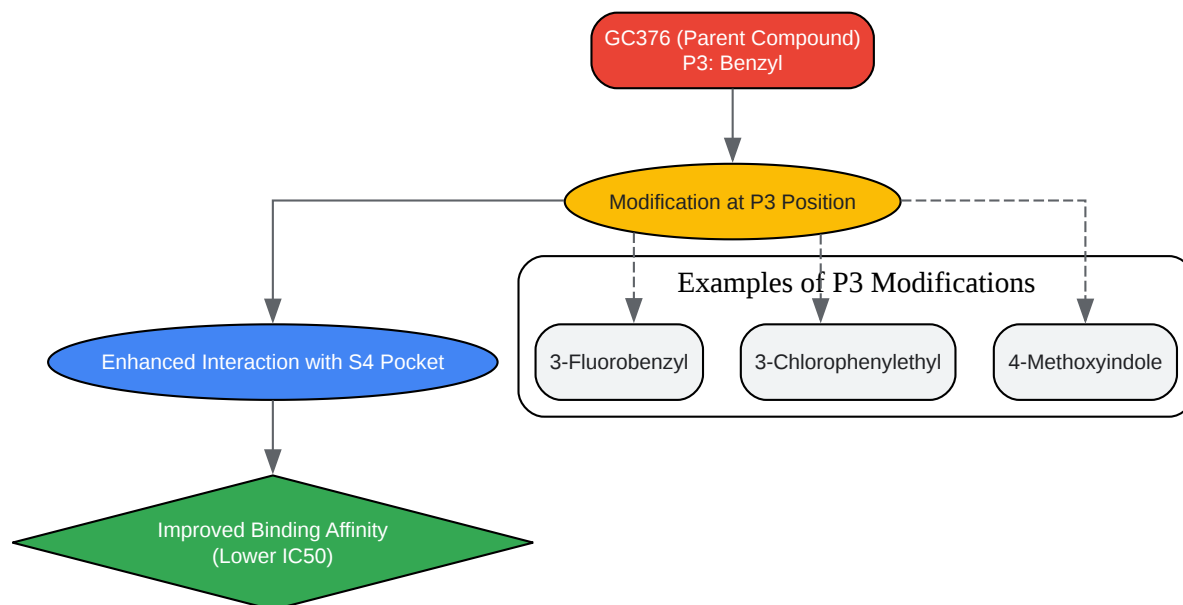 GC376 (Parent Compound)
P3: Benzyl
Modification at P3 Position
Examples of P3 Modifications
Enhanced Interaction with S4 Pocket
3-Fluorobenzyl
3-Chlorophenylethyl
4-Methoxyindole
Improved Binding Affinity
(Lower IC50)